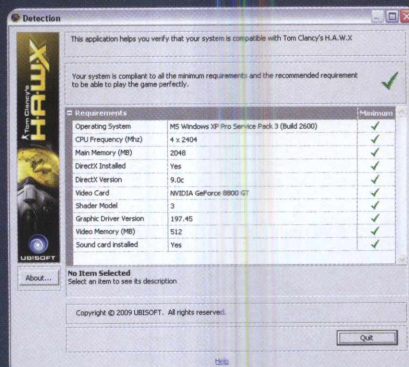 Detection
This application helps you verify that your system is compatible with Tom Clancy's H.A.W.X
Tom Clancy's
HAWX
Your system is compliant to all the minimum requirements and the recommended requirement
to be able to play the game perfectly.
Requirements Minimum
Operating System MS Windows XP Pro Service Pack 3 (Build 2600)
CPU Frequency (Mhz) 4 x 2404
Main Memory (MB) 2048
DirectX Installed Yes
DirectX Version 9.0c
Video Card NVIDIA GeForce 8800 GT
Shader Model 3
Graphic Driver Version 197.45
Video Memory (MB) 512
Sound card installed Yes
UBISOFT
About...
No Item Selected
Select an item to see its description
Copyright © 2009 UBISOFT. All rights reserved.
Quit
Help